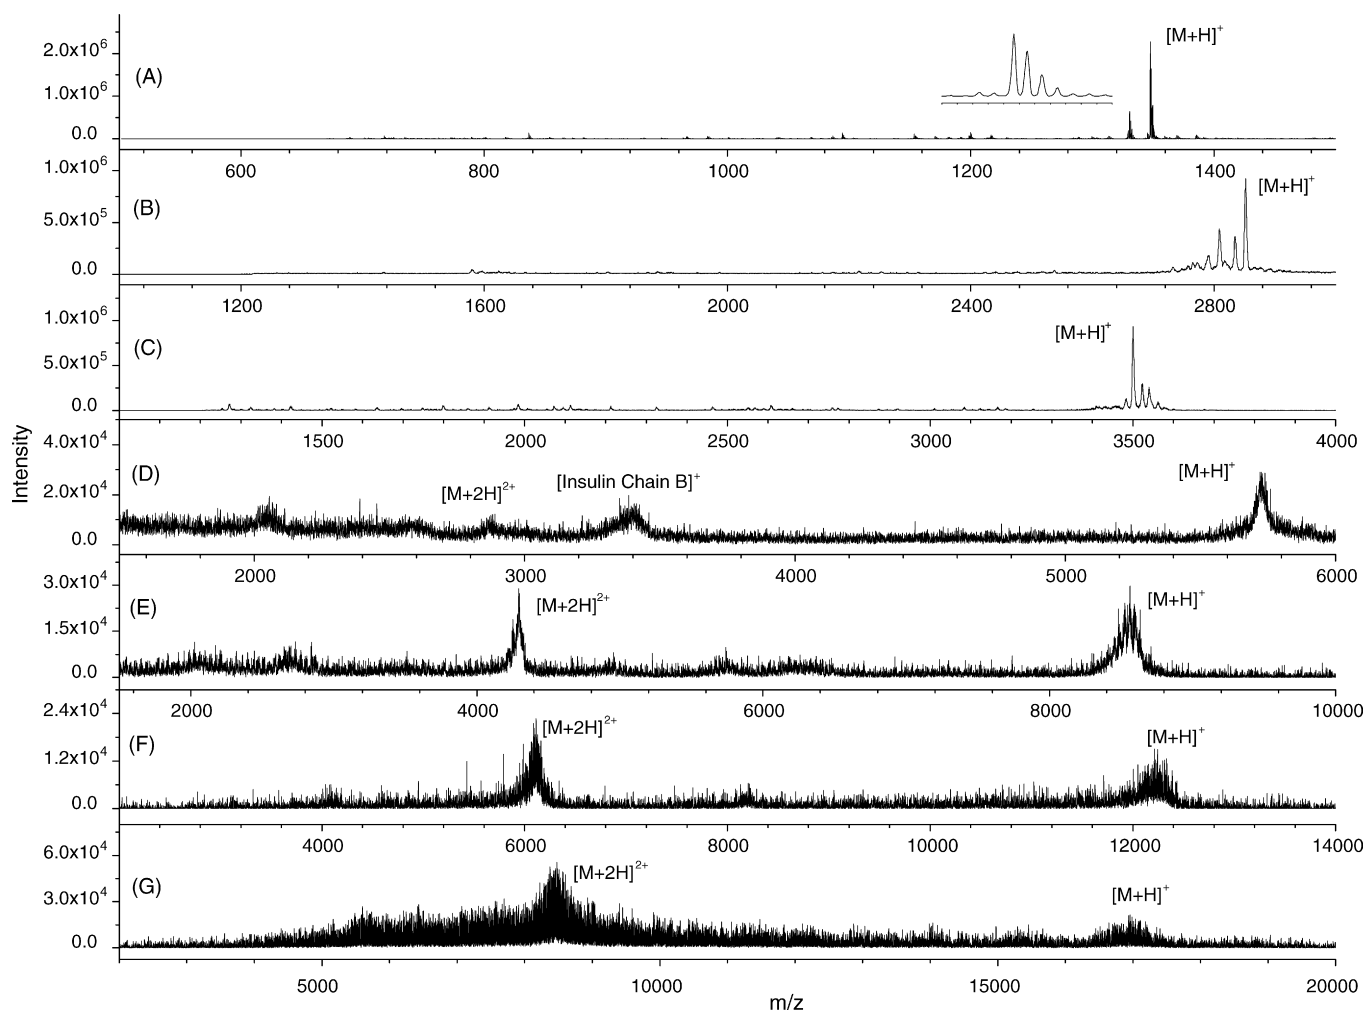 [M+H]+
2.0x10^6
(A)
1.0x10^6
0.0
600 800 1000 1200 1400
1.0x10^6
[M+H]+
(B)
5.0x10^5
0.0
1200 1600 2000 2400 2800
1.0x10^6
[M+H]+
(C)
5.0x10^5
0.0
1500 2000 2500 3000 3500 4000
4.0x10^4
(D)
[M+H]+
[Insulin Chain B]+
[M+2H]2+
2.0x10^4
0.0
2000 3000 4000 5000 6000
3.0x10^4
(E)
[M+2H]2+
[M+H]+
1.5x10^4
0.0
2000 4000 6000 8000 10000
2.4x10^4
[M+2H]2+
(F)
[M+H]+
1.2x10^4
0.0
4000 6000 8000 10000 12000 14000
6.0x10^4
[M+2H]2+
(G)
[M+H]+
3.0x10^4
0.0
5000 10000 15000 20000
m/z
Intensity